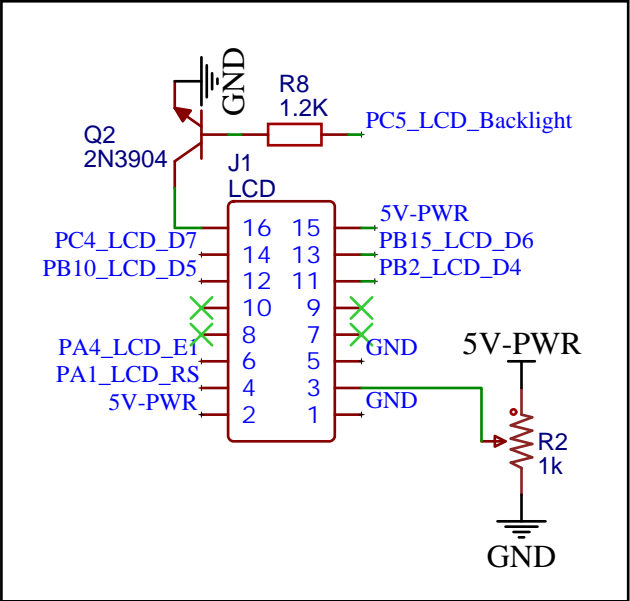 GND
R8
1.2K
PC5_LCD_Backlight
Q2
2N3904
J1
LCD
16 15 5V-PWR
PC4_LCD_D7 14 13 PB15_LCD_D6
PB10_LCD_D5 12 11 PB2_LCD_D4
10 9
8 7
PA4_LCD_E1 6 5 GND
PA1_LCD_RS 4 3
5V-PWR 2 1 GND
5V-PWR
R2
1k
GND